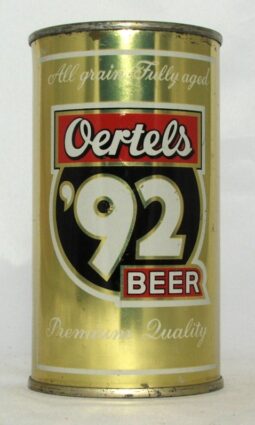 All grain Fully aged
Oertels
'92
BEER
Premium Quality